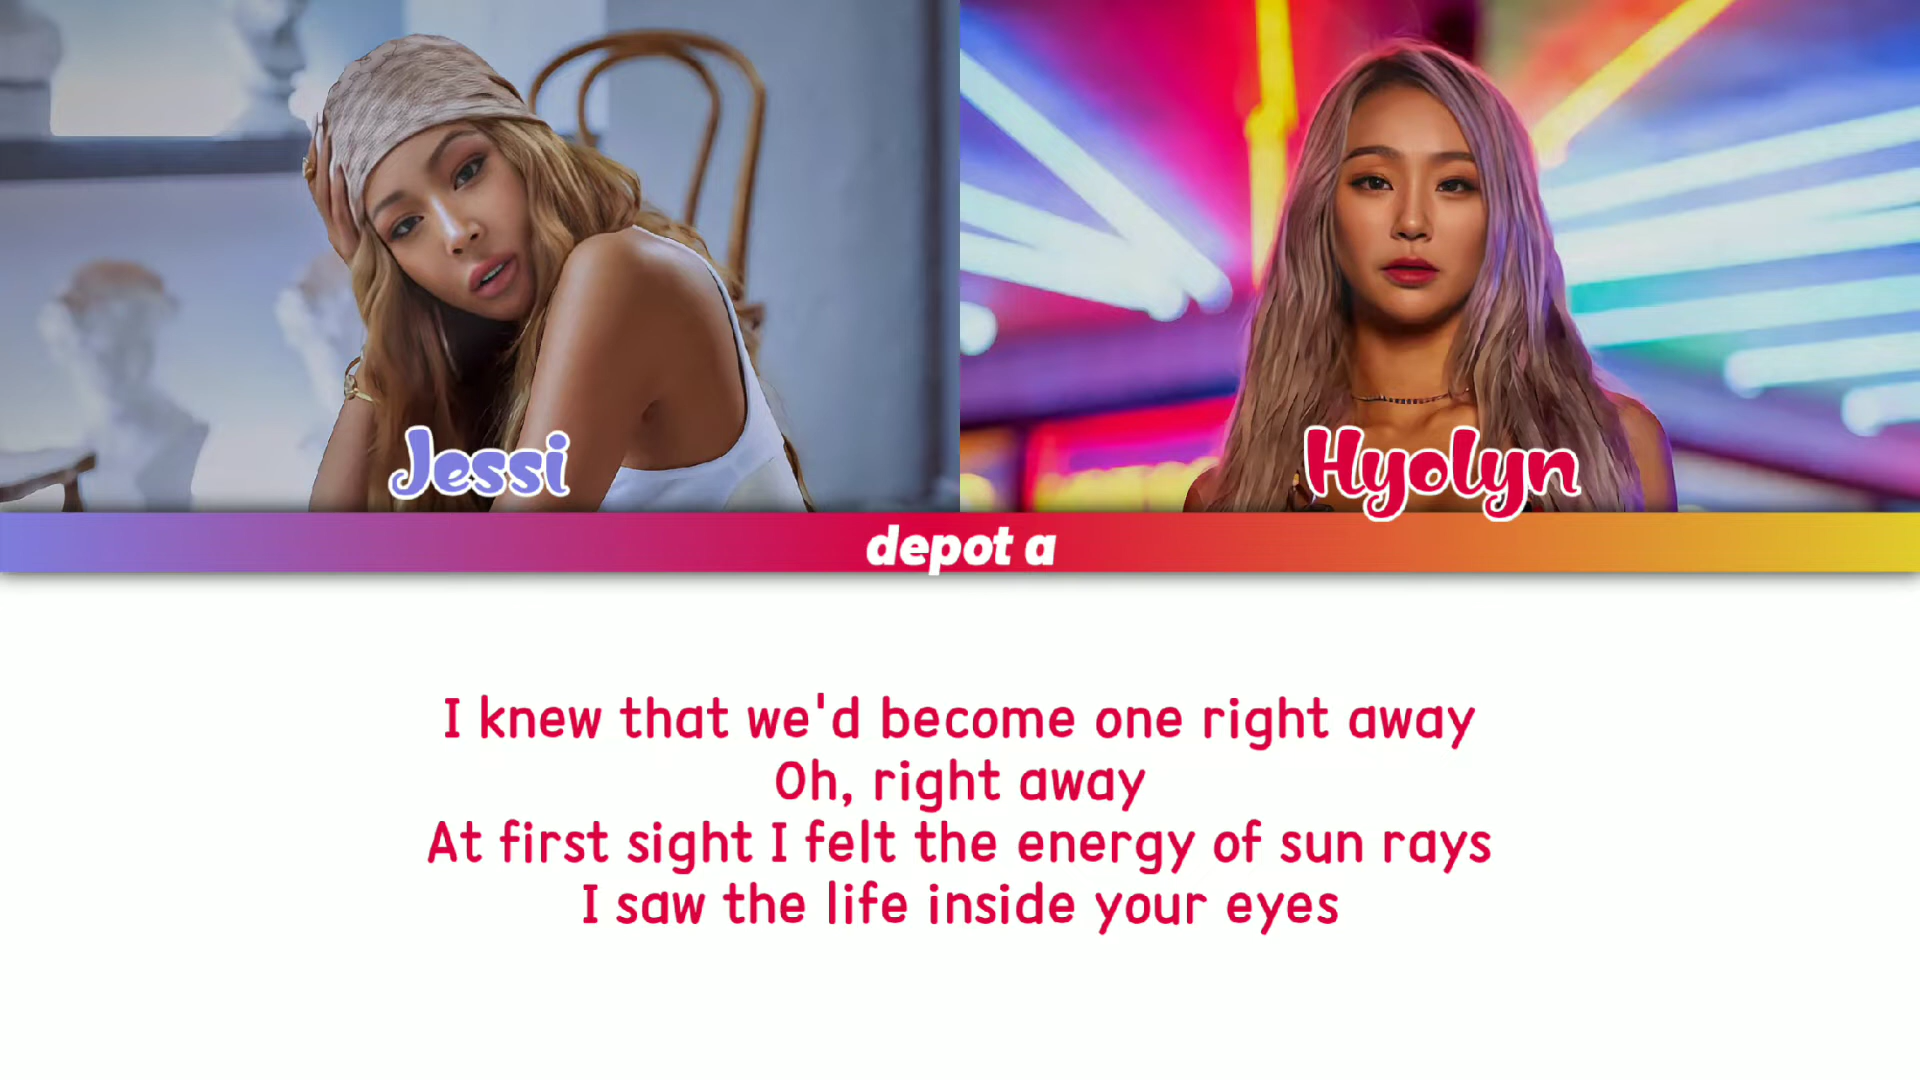 Jessi
Hyolyn
depot a
I knew that we'd become one right away
Oh, right away
At first sight I felt the energy of sun rays
I saw the life inside your eyes